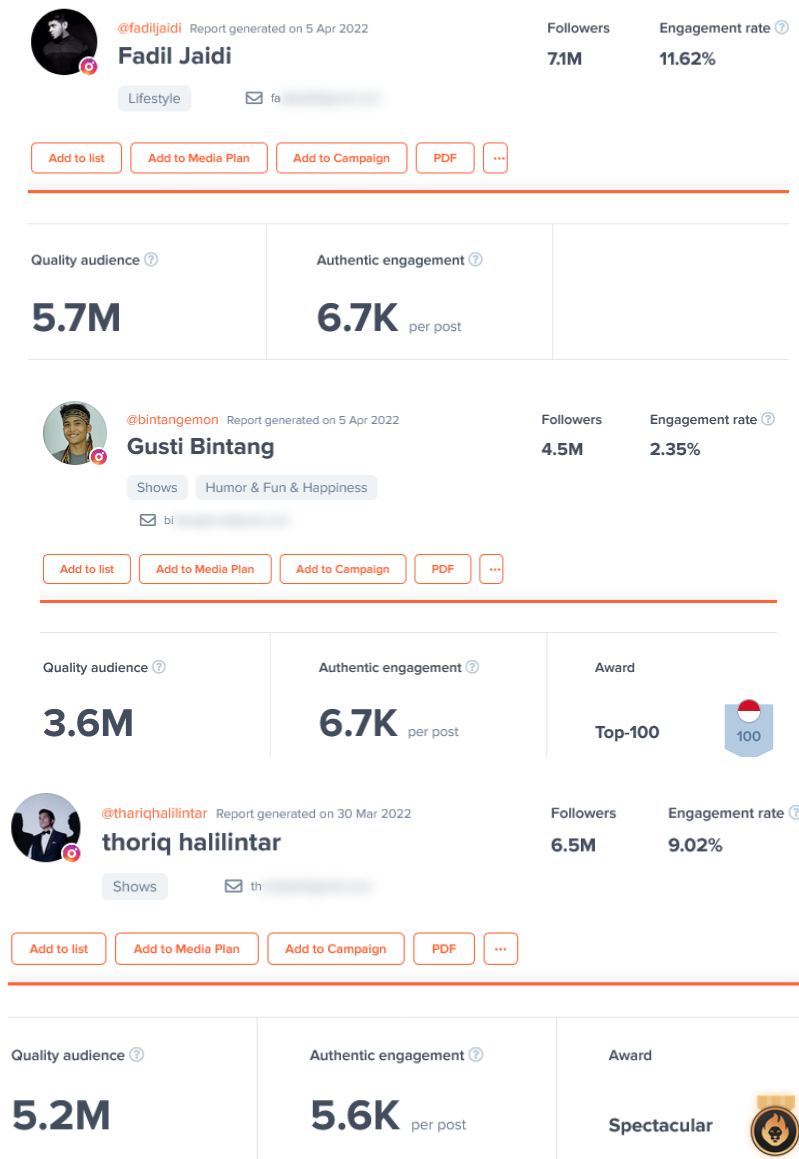 @fadiljaidi Report generated on 5 Apr 2022
Fadil Jaidi
Followers Engagement rate ?
7.1M 11.62%
Lifestyle fa
Add to list Add to Media Plan Add to Campaign PDF ...
Quality audience ? Authentic engagement ?
5.7M 6.7K per post
@bintangemon Report generated on 5 Apr 2022
Gusti Bintang
Followers Engagement rate ?
4.5M 2.35%
Shows Humor & Fun & Happiness
bi
Add to list Add to Media Plan Add to Campaign PDF ...
Quality audience ? Authentic engagement ? Award
3.6M 6.7K per post Top-100 100
@thariqhalilintar Report generated on 30 Mar 2022
thoriq halilintar
Followers Engagement rate ?
6.5M 9.02%
Shows th
Add to list Add to Media Plan Add to Campaign PDF ...
Quality audience ? Authentic engagement ? Award
5.2M 5.6K per post Spectacular